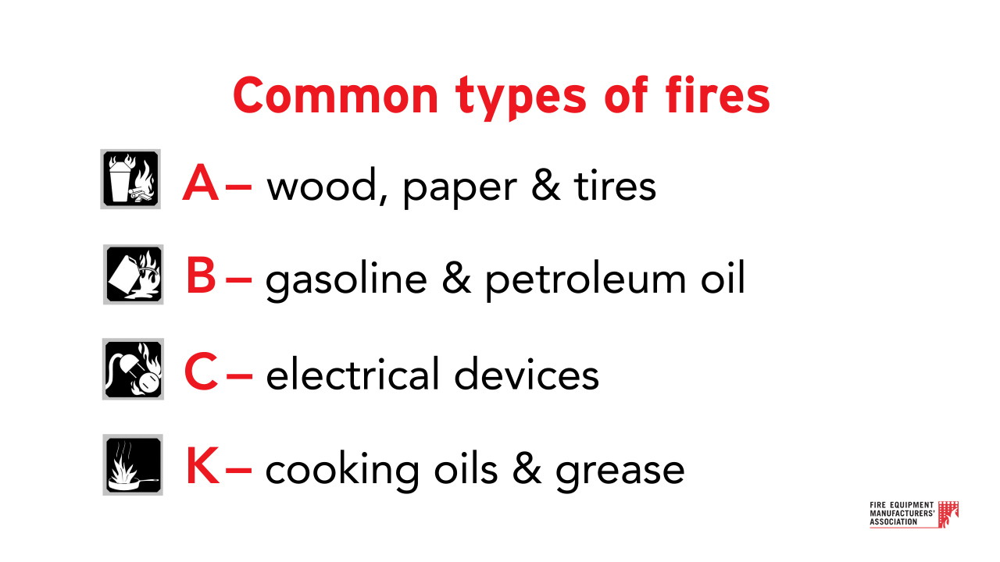 Common types of fires
A – wood, paper & tires
B – gasoline & petroleum oil
C – electrical devices
K – cooking oils & grease
FIRE EQUIPMENT
MANUFACTURERS'
ASSOCIATION